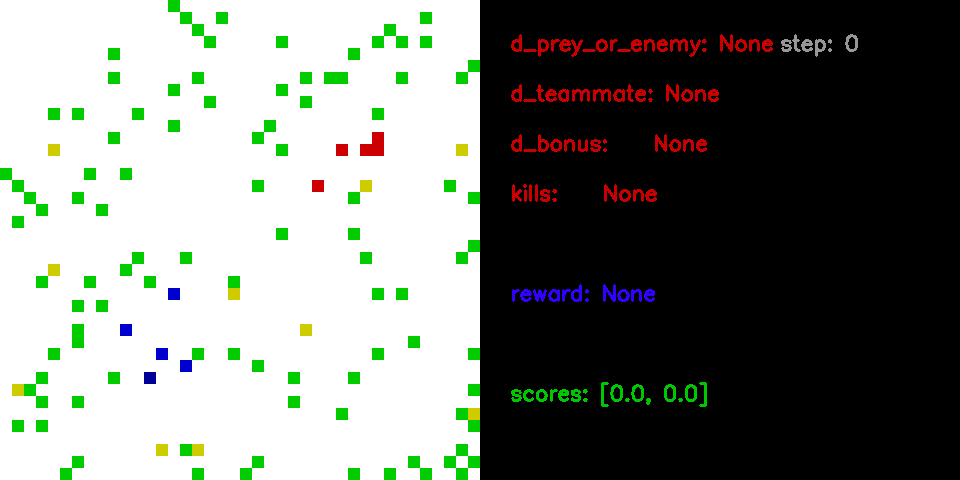 d_prey_or_enemy: None step: 0
d_teammate: None
d_bonus: None
kills: None
reward: None
scores: [0.0, 0.0]